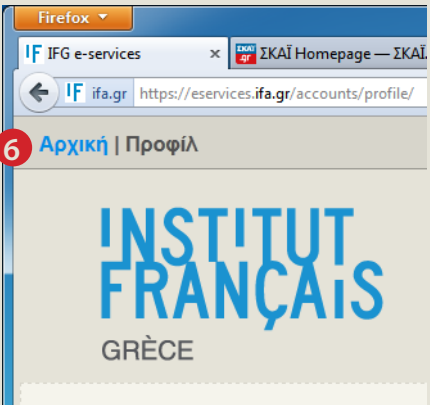 Firefox
IF IFG e-services × ΣΚΑΪ .gr ΣΚΑΪ Homepage — ΣΚΑΪ.
IF ifa.gr https://eservices.ifa.gr/accounts/profile/
6 Αρχική | Προφίλ
INSTITUT
FRANÇAIS
GRÈCE